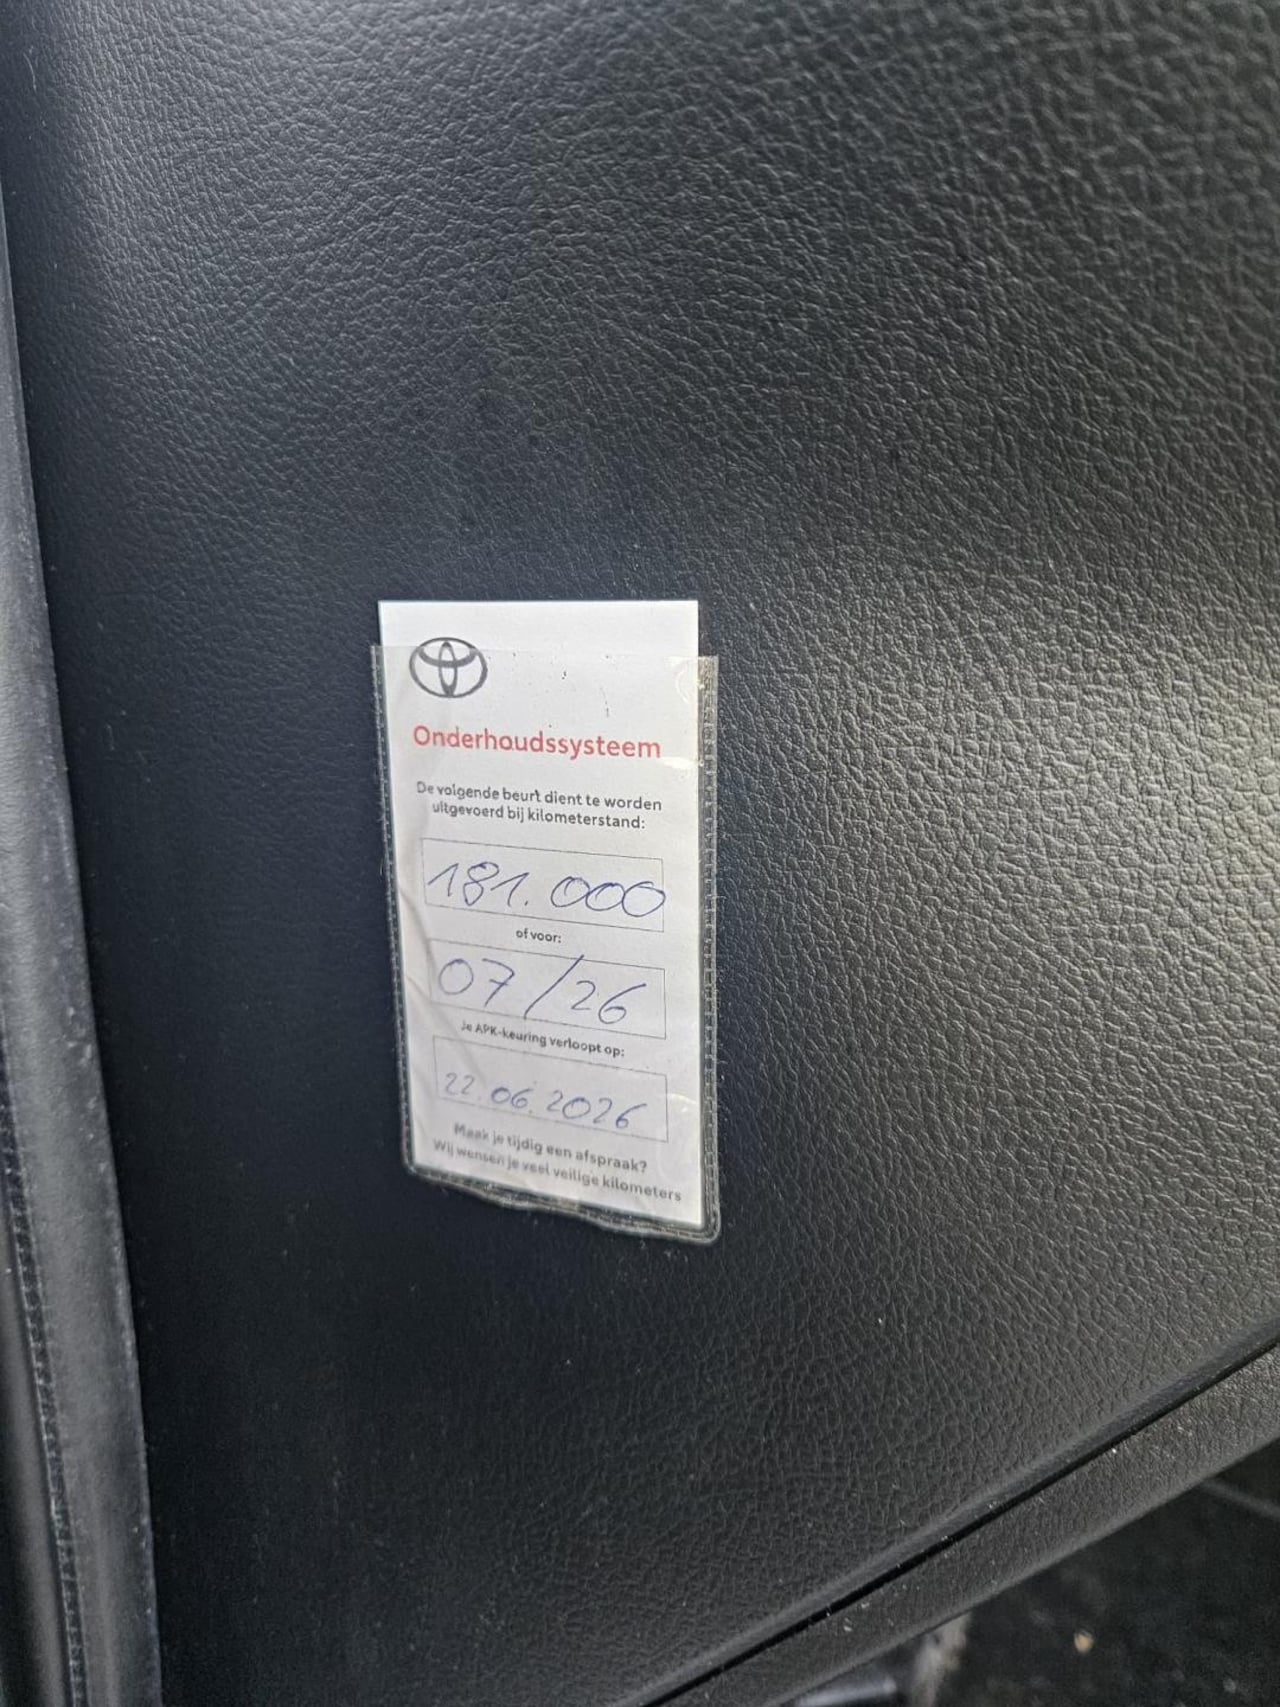 Onderhoudssysteem
De volgende beurt dient te worden
uitgevoerd bij kilometerstand:
181.000
of voor:
07/26
Je APK-keuring verloopt op:
22.06.2026
Maak je tijdig een afspraak?
Wij wensen je veel veilige kilometers